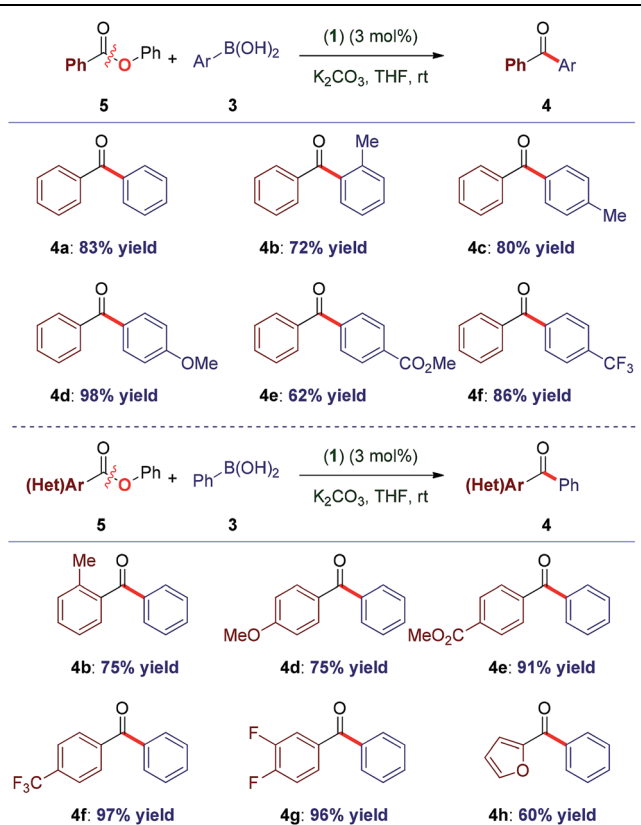 O O
Ph O Ph + Ar B(OH)2 (1) (3 mol%) Ph Ar
K2CO3, THF, rt
5 3 4
O O Me O
Me
4a: 83% yield 4b: 72% yield 4c: 80% yield
O O O
OMe CO2Me CF3
4d: 98% yield 4e: 62% yield 4f: 86% yield
O O
(Het)Ar O Ph + Ph B(OH)2 (1) (3 mol%) (Het)Ar Ph
K2CO3, THF, rt
5 3 4
Me O O O
MeO MeO2C
4b: 75% yield 4d: 75% yield 4e: 91% yield
O F O O
F3C F O
4f: 97% yield 4g: 96% yield 4h: 60% yield